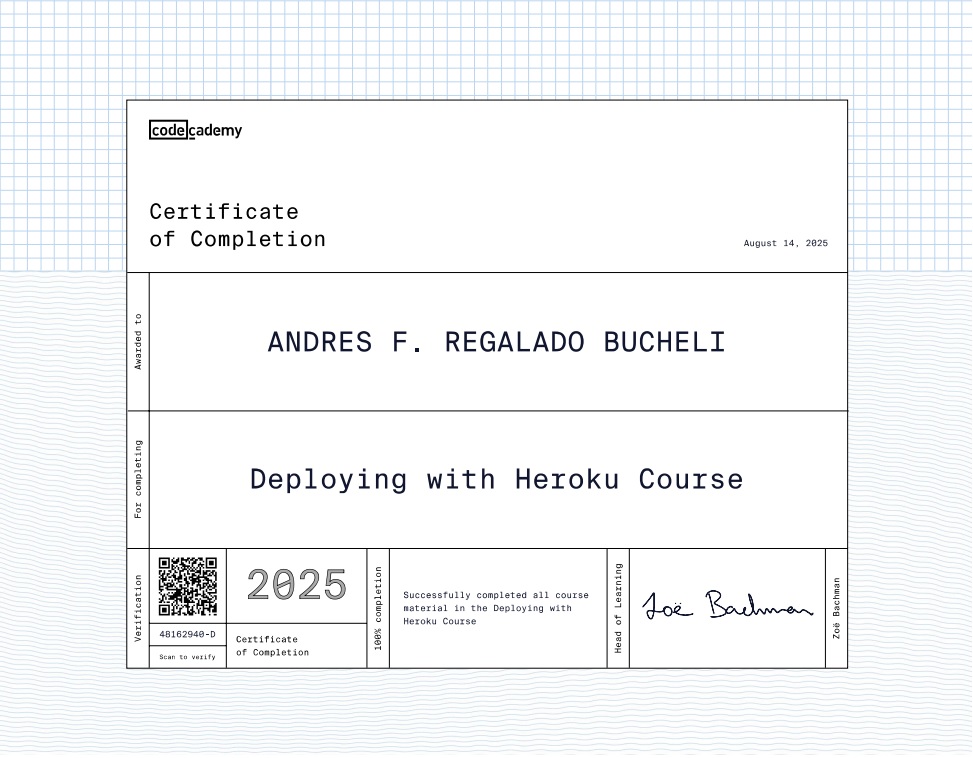 codecademy
Certificate
of Completion
August 14, 2025
Awarded to
ANDRES F. REGALADO BUCHELI
For completing
Deploying with Heroku Course
Verification
48162940-D
Scan to verify
2025
Certificate
of Completion
100% completion
Successfully completed all course
material in the Deploying with
Heroku Course
Head of Learning
Zoë Bachman
Zoë Bachman